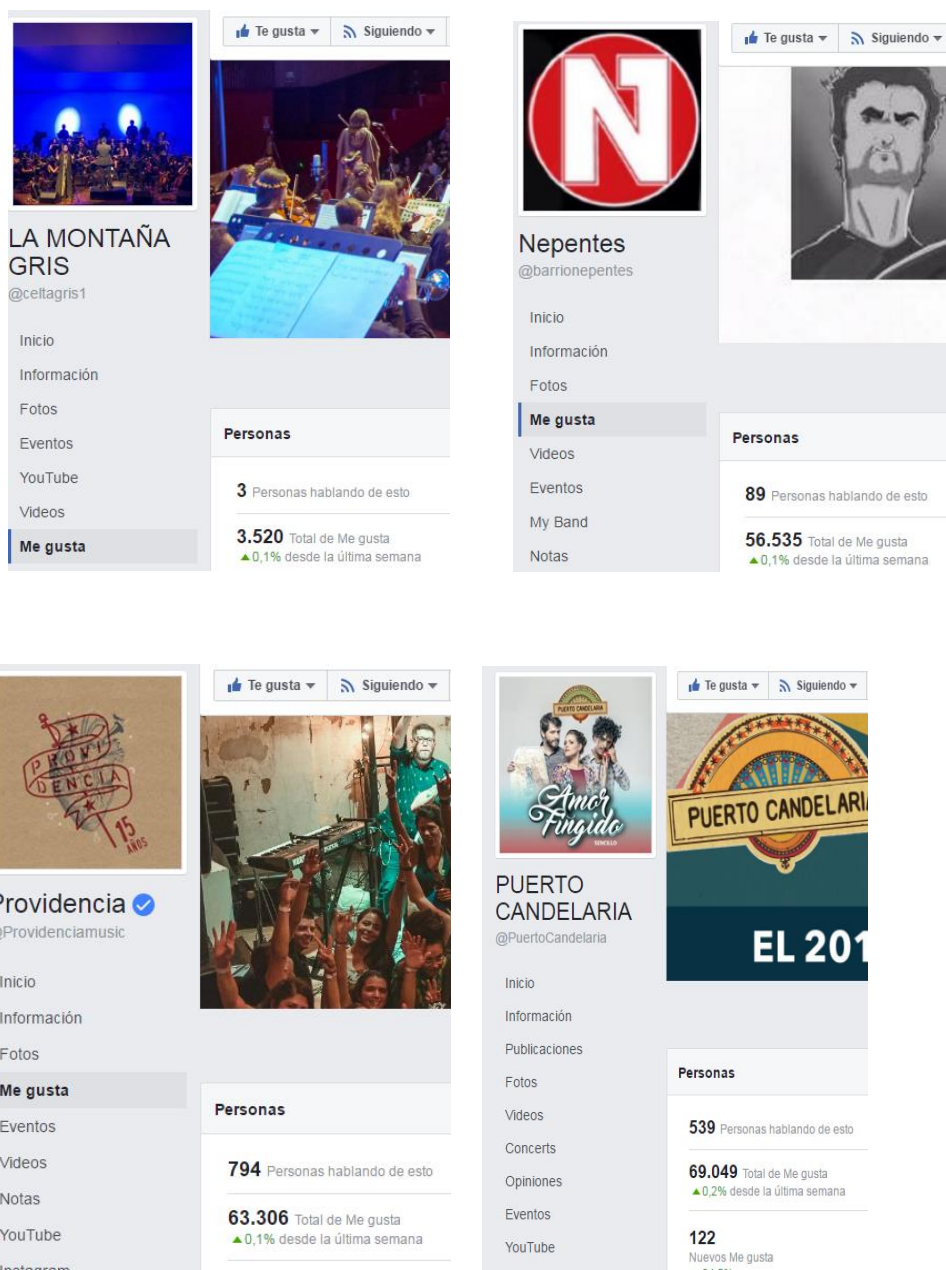 Te gusta Siguiendo
LA MONTAÑA
GRIS
@celtagris1
Inicio
Información
Fotos
Eventos
YouTube
Videos
Me gusta
Personas
3 Personas hablando de esto
3.520 Total de Me gusta
0,1% desde la última semana
Te gusta Siguiendo
N
Nepentes
@barrionepentes
Inicio
Información
Fotos
Me gusta
Videos
Eventos
My Band
Notas
Personas
89 Personas hablando de esto
56.535 Total de Me gusta
0,1% desde la última semana
Te gusta Siguiendo
PROVI
DENCIA
15
AÑOS
Providencia
@Providenciamusic
Inicio
Información
Fotos
Me gusta
Eventos
Videos
Notas
YouTube
Instagram
Personas
794 Personas hablando de esto
63.306 Total de Me gusta
0,1% desde la última semana
Te gusta Siguiendo
PUERTO CANDELARIA
Amor
Fingido
SENCILLO
PUERTO CANDELARI
EL 201
PUERTO
CANDELARIA
@PuertoCandelaria
Inicio
Información
Publicaciones
Fotos
Videos
Concerts
Opiniones
Eventos
YouTube
Personas
539 Personas hablando de esto
69.049 Total de Me gusta
0,2% desde la última semana
122
Nuevos Me gusta